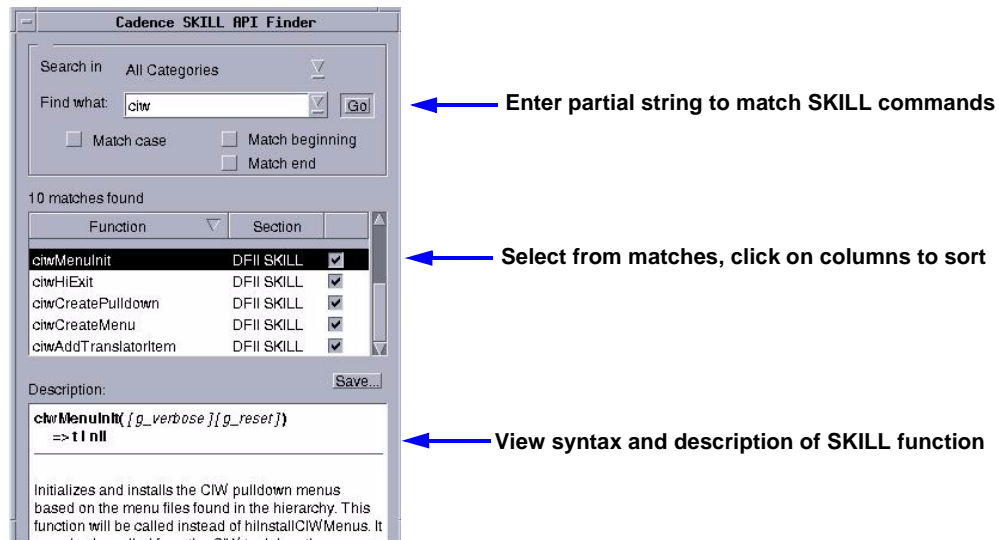 Cadence SKILL API Finder
Search in All Categories
Find what: ciw Go
Enter partial string to match SKILL commands
Match case Match beginning
Match end
10 matches found
Function Section
ciwMenuInit DFII SKILL
Select from matches, click on columns to sort
ciwHiExit DFII SKILL
ciwCreatePulldown DFII SKILL
ciwCreateMenu DFII SKILL
ciwAddTranslatorItem DFII SKILL
Description: Save...
ciwMenuInit( [g_verbose ][g_reset])
=> t l nil
View syntax and description of SKILL function
Initializes and installs the CIW pulldown menus
based on the menu files found in the hierarchy. This
function will be called instead of hiInstallCIWMenus. It